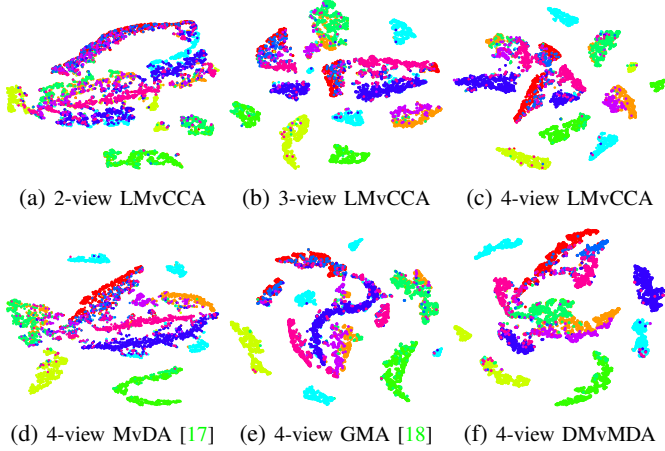 (a) 2-view LMvCCA (b) 3-view LMvCCA (c) 4-view LMvCCA
(d) 4-view MvDA [17] (e) 4-view GMA [18] (f) 4-view DMvMDA